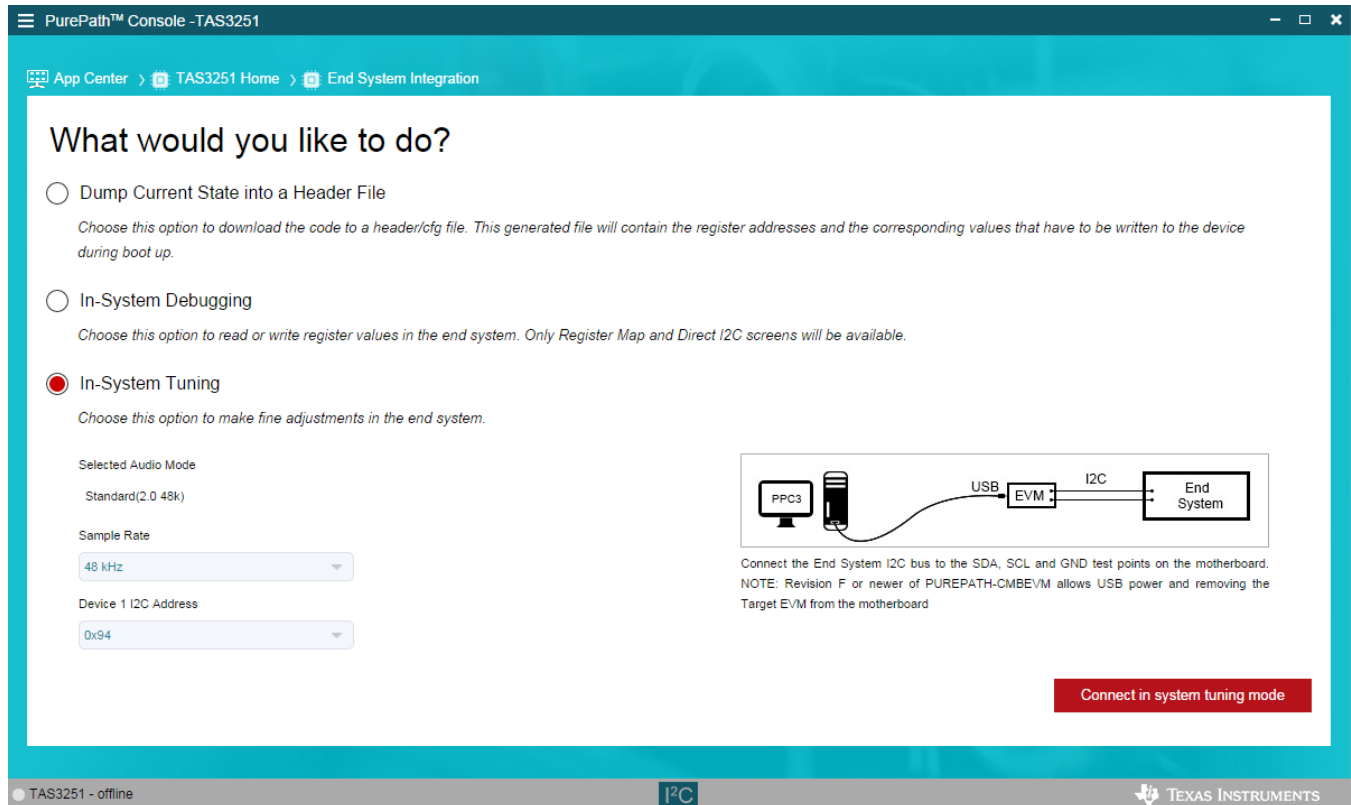 PurePath™ Console -TAS3251
App Center > TAS3251 Home > End System Integration
What would you like to do?
Dump Current State into a Header File
Choose this option to download the code to a header/cfg file. This generated file will contain the register addresses and the corresponding values that have to be written to the device
during boot up.
In-System Debugging
Choose this option to read or write register values in the end system. Only Register Map and Direct I2C screens will be available.
In-System Tuning
Choose this option to make fine adjustments in the end system.
Selected Audio Mode
Standard(2.0 48k)
Sample Rate
48 kHz
Device 1 I2C Address
0x94
PPC3
USB
EVM
I2C
End
System
Connect the End System I2C bus to the SDA, SCL and GND test points on the motherboard.
NOTE: Revision F or newer of PUREPATH-CMBEVM allows USB power and removing the
Target EVM from the motherboard
Connect in system tuning mode
TAS3251 - offline
I²C
TEXAS INSTRUMENTS